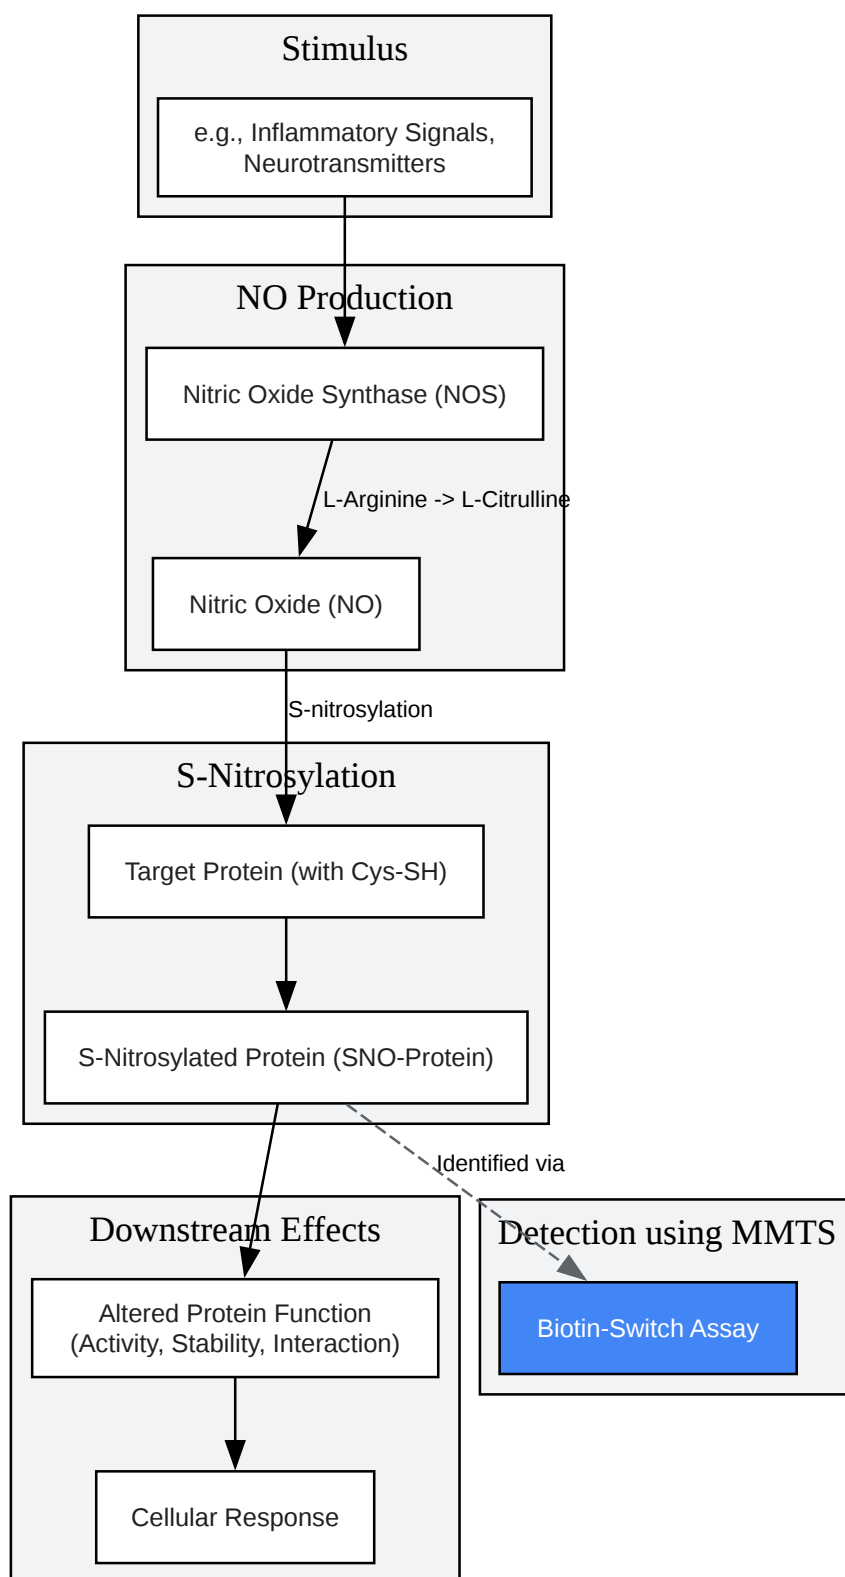 Stimulus
e.g., Inflammatory Signals,
Neurotransmitters
NO Production
Nitric Oxide Synthase (NOS)
L-Arginine -> L-Citrulline
Nitric Oxide (NO)
S-nitrosylation
S-Nitrosylation
Target Protein (with Cys-SH)
S-Nitrosylated Protein (SNO-Protein)
Identified via
Downstream Effects
Altered Protein Function
(Activity, Stability, Interaction)
Cellular Response
Detection using MMTS
Biotin-Switch Assay